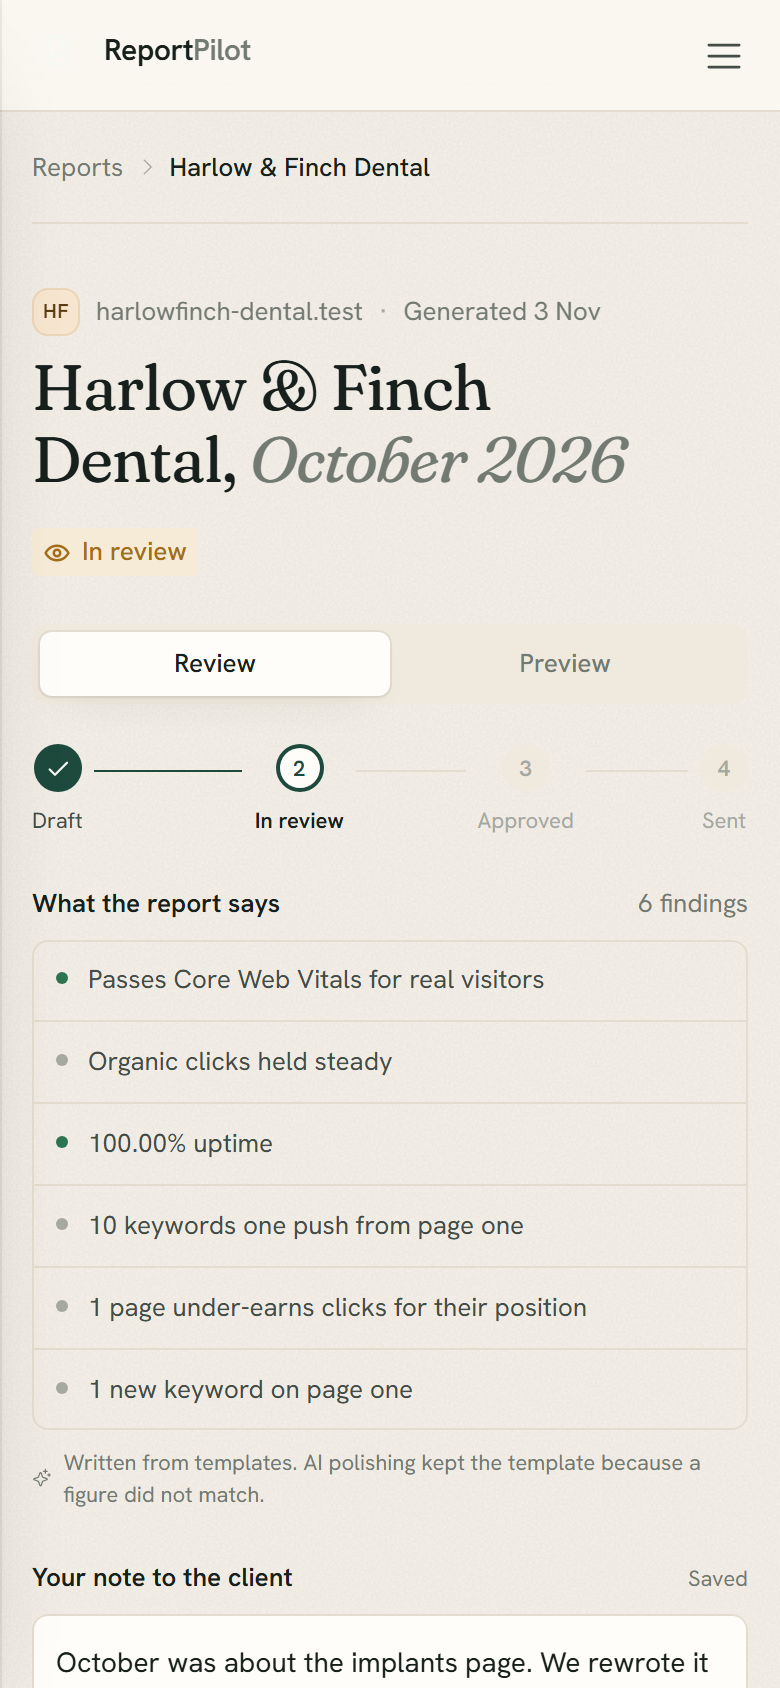 ReportPilot
Reports > Harlow & Finch Dental
HF harlowfinch-dental.test · Generated 3 Nov
Harlow & Finch
Dental, October 2026
In review
Review Preview
2 3 4
Draft In review Approved Sent
What the report says 6 findings
Passes Core Web Vitals for real visitors
Organic clicks held steady
100.00% uptime
10 keywords one push from page one
1 page under-earns clicks for their position
1 new keyword on page one
Written from templates. AI polishing kept the template because a
figure did not match.
Your note to the client Saved
October was about the implants page. We rewrote it